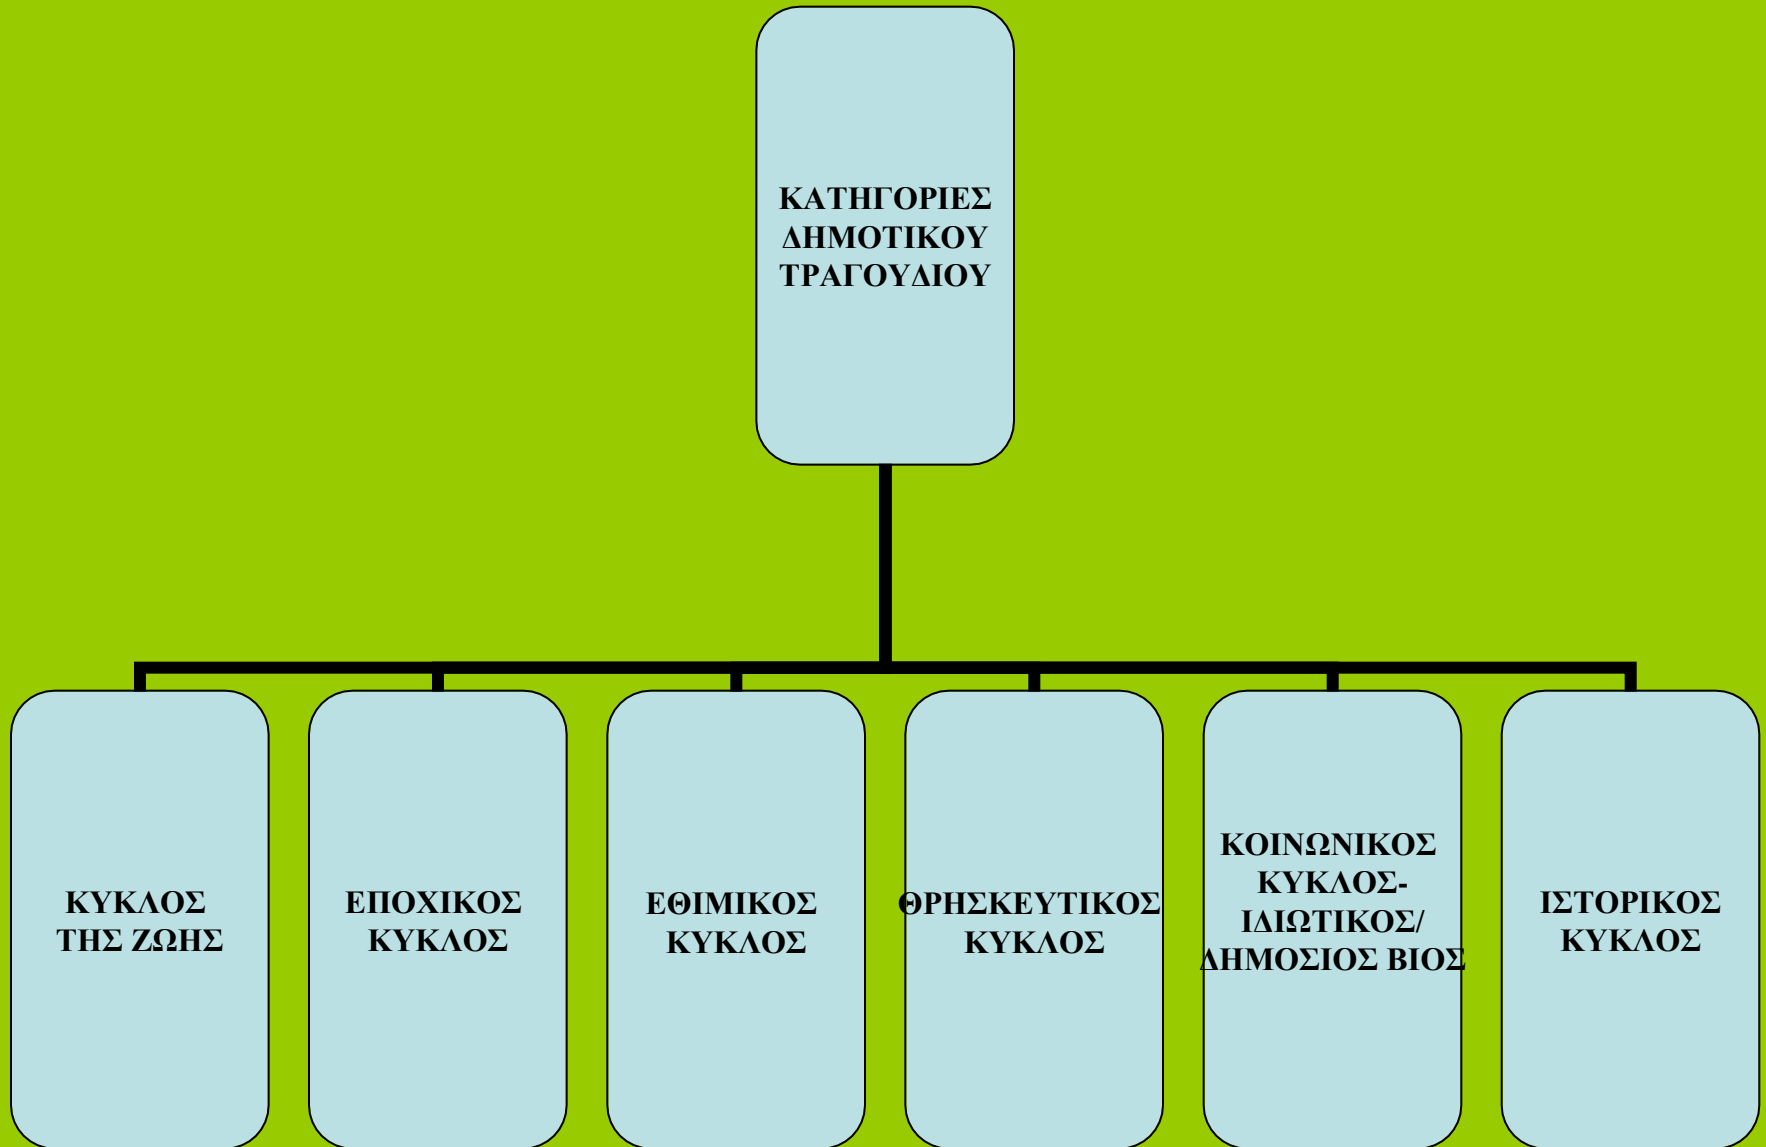 ΚΑΤΗΓΟΡΙΕΣ
ΔΗΜΟΤΙΚΟΥ
ΤΡΑΓΟΥΔΙΟΥ
ΚΥΚΛΟΣ
ΤΗΣ ΖΩΗΣ
ΕΠΟΧΙΚΟΣ
ΚΥΚΛΟΣ
ΕΘΙΜΙΚΟΣ
ΚΥΚΛΟΣ
ΘΡΗΣΚΕΥΤΙΚΟΣ
ΚΥΚΛΟΣ
ΚΟΙΝΩΝΙΚΟΣ
ΚΥΚΛΟΣ-
ΙΔΙΩΤΙΚΟΣ/
ΔΗΜΟΣΙΟΣ ΒΙΟΣ
ΙΣΤΟΡΙΚΟΣ
ΚΥΚΛΟΣ